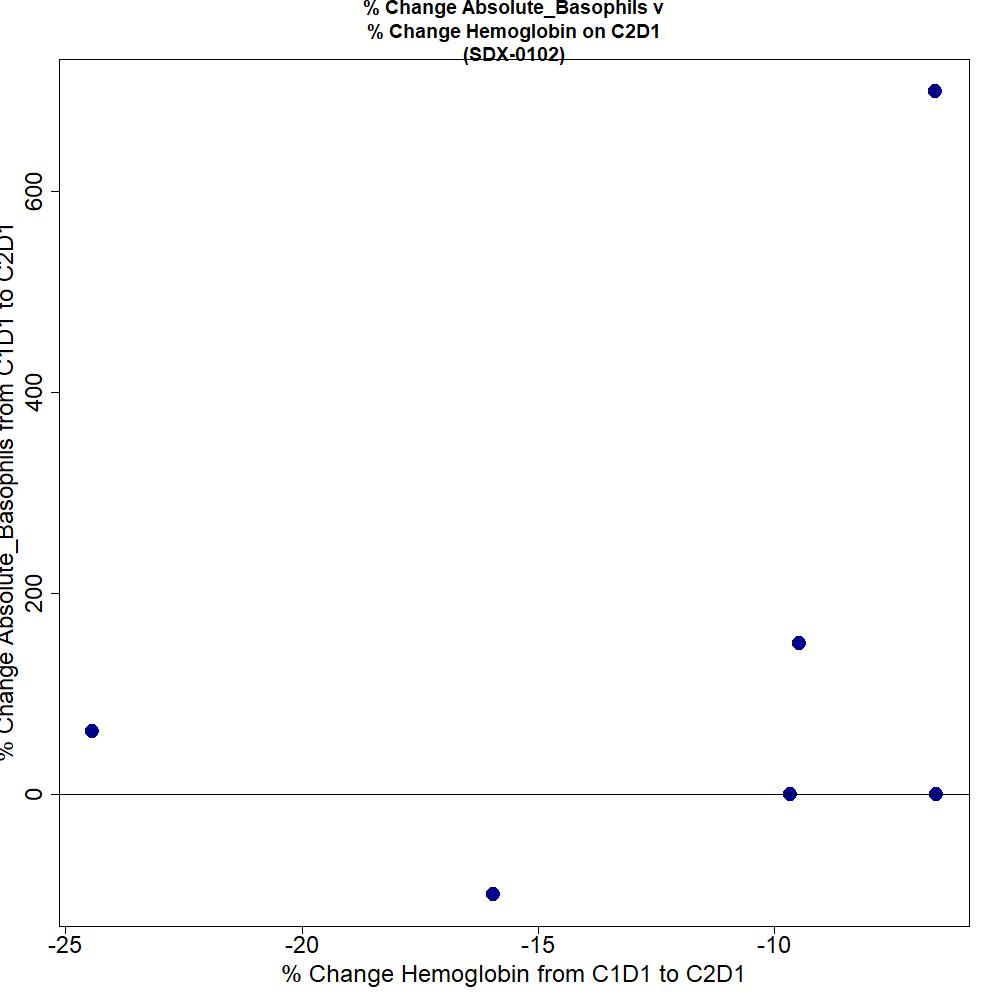 % Change Absolute_Basophils v
% Change Hemoglobin on C2D1
(SDX-0102)
% Change Absolute_Basophils from C1D1 to C2D1
600
400
200
0
-25
-20
-15
-10
% Change Hemoglobin from C1D1 to C2D1